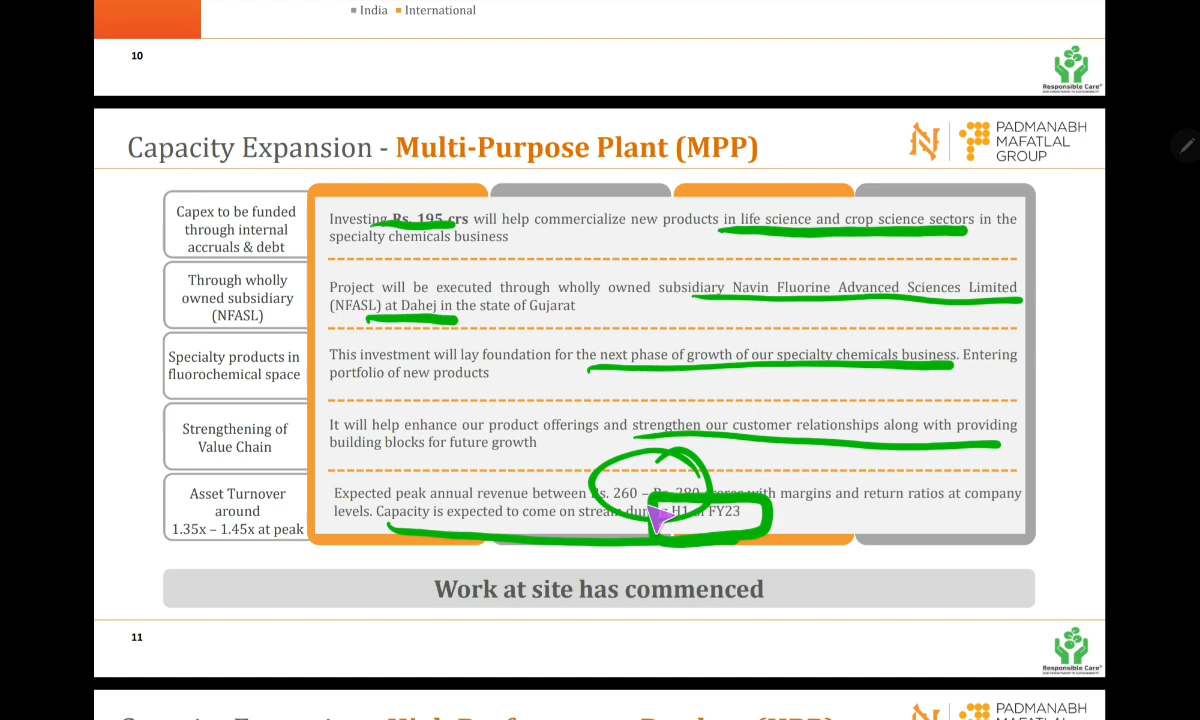 India International
10
Responsible Care®
Capacity Expansion - Multi-Purpose Plant (MPP)
PADMANABH
MAFATLAL
GROUP
Capex to be funded
through internal
accruals & debt
Investing Rs. 195 crs will help commercialize new products in life science and crop science sectors in the
specialty chemicals business
Through wholly
owned subsidiary
(NFASL)
Project will be executed through wholly owned subsidiary Navin Fluorine Advanced Sciences Limited
(NFASL) at Dahej in the state of Gujarat
Specialty products in
fluorochemical space
This investment will lay foundation for the next phase of growth of our specialty chemicals business. Entering
portfolio of new products
Strengthening of
Value Chain
It will help enhance our product offerings and strengthen our customer relationships along with providing
building blocks for future growth
Asset Turnover
around
1.35x – 1.45x at peak
Expected peak annual revenue between Rs. 260 – Rs. 280 crores with margins and return ratios at company
levels. Capacity is expected to come on stream during H1 of FY23
Work at site has commenced
11
Responsible Care®
PADMANABH
MAFATLAL